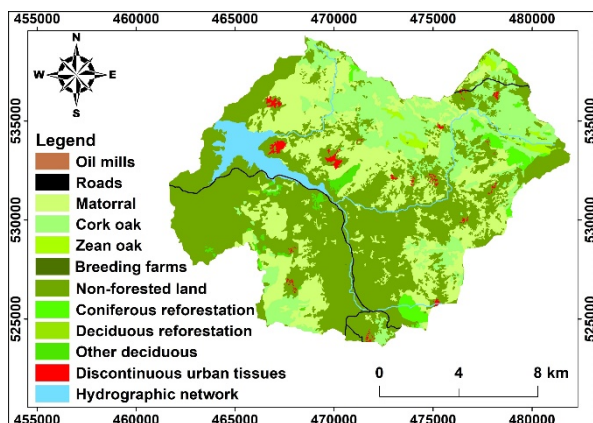 455000 460000 465000 470000 475000 480000
N
W E
S
535000
530000
525000
535000
530000
525000
Legend
Oil mills
Roads
Matorral
Cork oak
Zean oak
Breeding farms
Non-forested land
Coniferous reforestation
Deciduous reforestation
Other deciduous
Discontinuous urban tissues
Hydrographic network
0 4 8 km
455000 460000 465000 470000 475000 480000